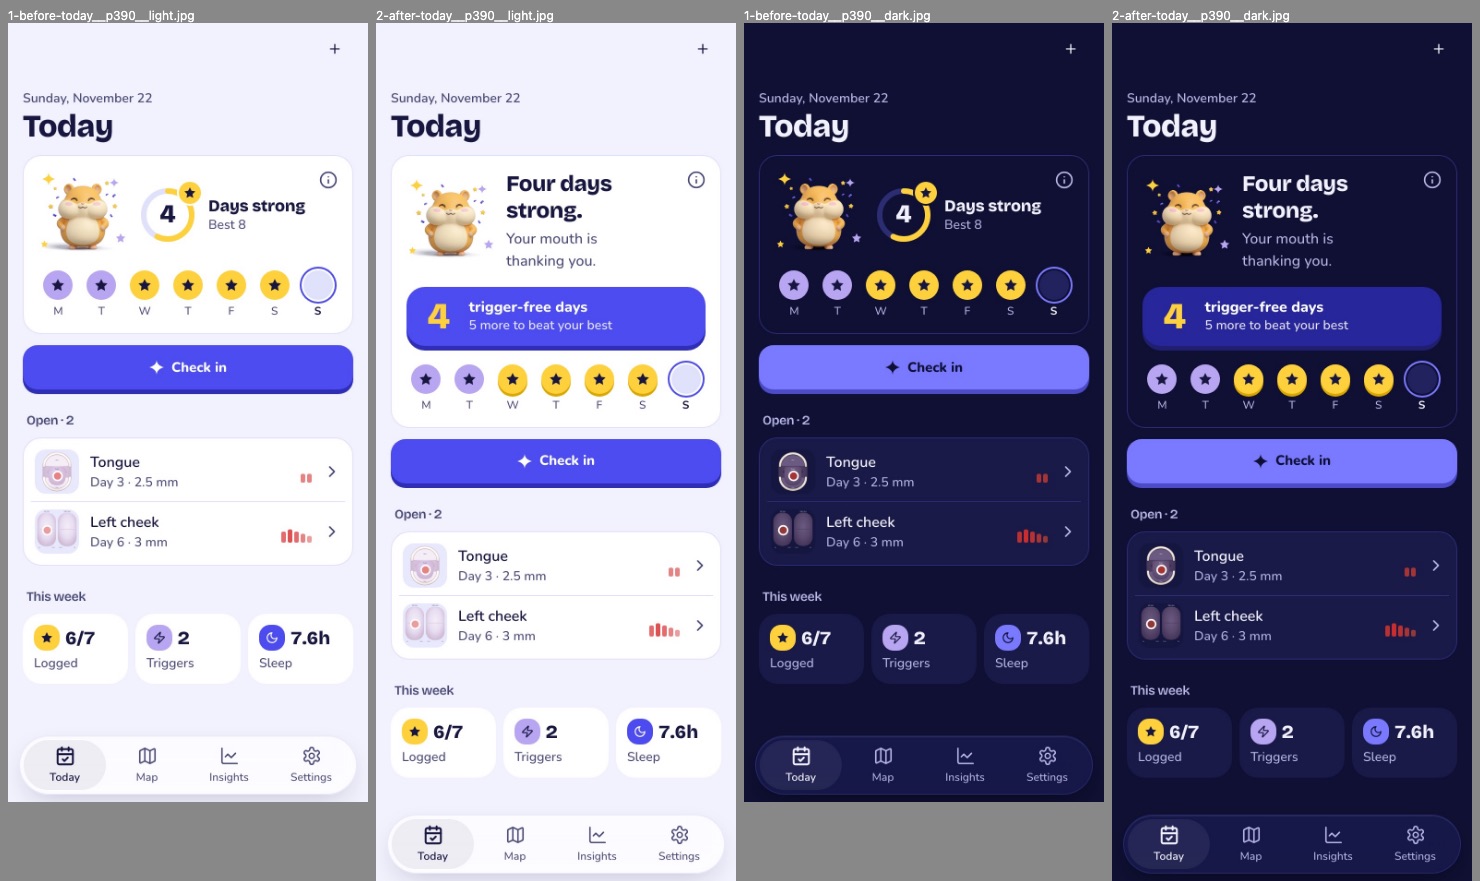 1-before-today__p390__light.jpg
+
Sunday, November 22
Today
4
Days strong
Best 8
M T W T F S S
Check in
Open · 2
Tongue
Day 3 · 2.5 mm
Left cheek
Day 6 · 3 mm
This week
6/7
Logged
2
Triggers
7.6h
Sleep
Today Map Insights Settings
2-after-today__p390__light.jpg
+
Sunday, November 22
Today
Four days
strong.
Your mouth is
thanking you.
4
trigger-free days
5 more to beat your best
M T W T F S S
Check in
Open · 2
Tongue
Day 3 · 2.5 mm
Left cheek
Day 6 · 3 mm
This week
6/7
Logged
2
Triggers
7.6h
Sleep
Today Map Insights Settings
1-before-today__p390__dark.jpg
+
Sunday, November 22
Today
4
Days strong
Best 8
M T W T F S S
Check in
Open · 2
Tongue
Day 3 · 2.5 mm
Left cheek
Day 6 · 3 mm
This week
6/7
Logged
2
Triggers
7.6h
Sleep
Today Map Insights Settings
2-after-today__p390__dark.jpg
+
Sunday, November 22
Today
Four days
strong.
Your mouth is
thanking you.
4
trigger-free days
5 more to beat your best
M T W T F S S
Check in
Open · 2
Tongue
Day 3 · 2.5 mm
Left cheek
Day 6 · 3 mm
This week
6/7
Logged
2
Triggers
7.6h
Sleep
Today Map Insights Settings